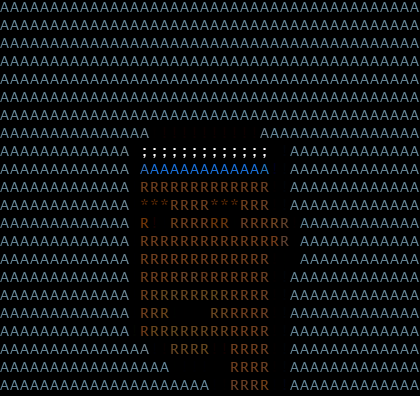 AAAAAAAAAAAAAAAAAAAAAAAAAAAAAAAAAAAAAAAAAA
AAAAAAAAAAAAAAAAAAAAAAAAAAAAAAAAAAAAAAAAAA
AAAAAAAAAAAAAAAAAAAAAAAAAAAAAAAAAAAAAAAAAA
AAAAAAAAAAAAAAAAAAAAAAAAAAAAAAAAAAAAAAAAAA
AAAAAAAAAAAAAAAAAAAAAAAAAAAAAAAAAAAAAAAAAA
AAAAAAAAAAAAAAAAAAAAAAAAAAAAAAAAAAAAAAAAAA
AAAAAAAAAAAAAAAAAAAAAAAAAAAAAAAAAAAAAAAAAA
AAAAAAAAAAAAAAA           AAAAAAAAAAAAAAAA
AAAAAAAAAAAAA ;;;;;;;;;;;;;  AAAAAAAAAAAAA
AAAAAAAAAAAAA AAAAAAAAAAAAA  AAAAAAAAAAAAA
AAAAAAAAAAAAA RRRRRRRRRRRRR  AAAAAAAAAAAAA
AAAAAAAAAAAAA ***RRRR***RRR  AAAAAAAAAAAAA
AAAAAAAAAAAAA R  RRRRRR RRRRR AAAAAAAAAAAA
AAAAAAAAAAAAA RRRRRRRRRRRRRRR AAAAAAAAAAAA
AAAAAAAAAAAAA RRRRRRRRRRRRR   AAAAAAAAAAAA
AAAAAAAAAAAAA RRRRRRRRRRRRR  AAAAAAAAAAAAA
AAAAAAAAAAAAA RRRRRRRRRRRRR  AAAAAAAAAAAAA
AAAAAAAAAAAAA RRR    RRRRRR  AAAAAAAAAAAAA
AAAAAAAAAAAAA RRRRRRRRRRRRR  AAAAAAAAAAAAA
AAAAAAAAAAAAAAA  RRRR  RRRR  AAAAAAAAAAAAA
AAAAAAAAAAAAAAAAA      RRRR  AAAAAAAAAAAAA
AAAAAAAAAAAAAAAAAAAAA  RRRR  AAAAAAAAAAAAA